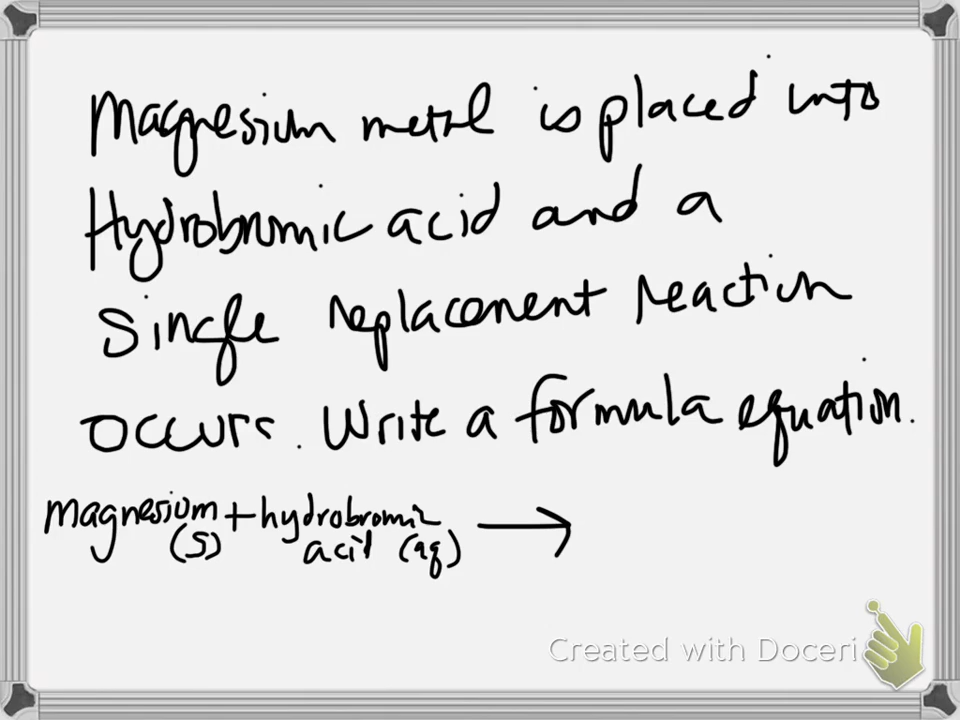 Magnesium metal is placed into
Hydrobromic acid and a
single replacement reaction
occurs. Write a formula equation.
magnesium + hydrobromic →
(s) acid (aq)
Created with Doceri